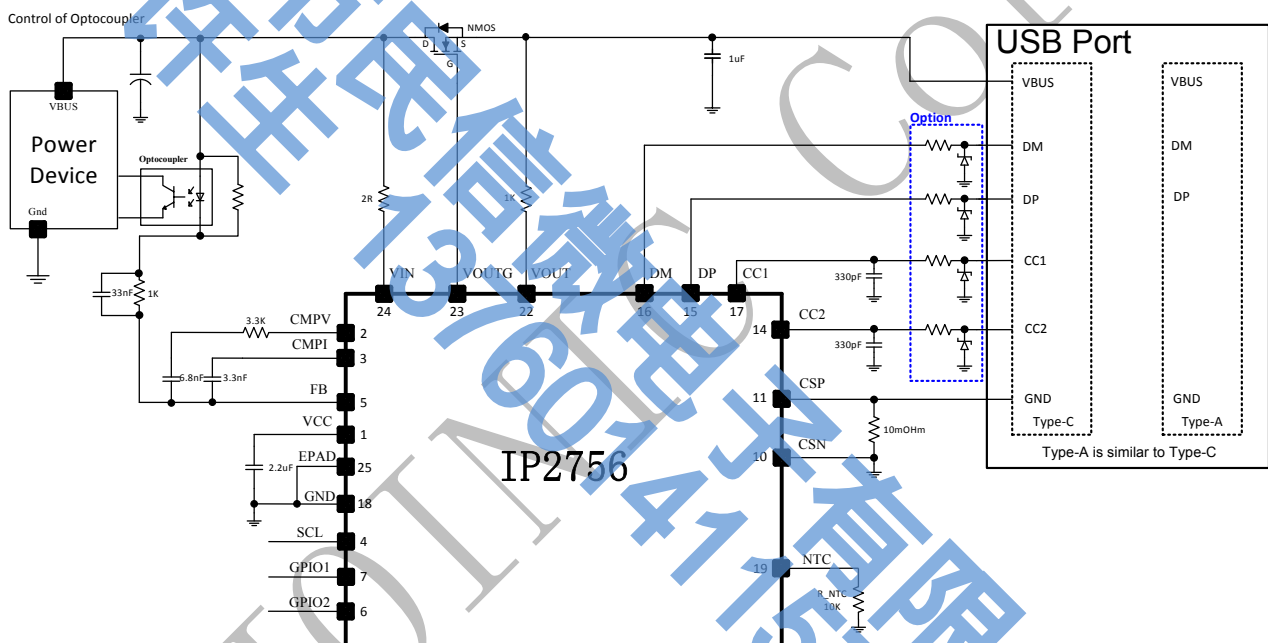 Control of Optocoupler
NMOS
D
S
G
1uF
USB Port
VBUS
VBUS
VBUS
Option
Power
Device
Optocoupler
DM
DM
DP
DP
Gnd
2R
1K
CC1
33nF
1K
VIN
VOUTG
VOUT
DM
DP
CC1
330pF
24
23
22
16
15
17
CMPV
3.3K
2
14
CC2
CC2
330pF
CMPI
3
6.8nF
3.3nF
FB
5
11
CSP
GND
GND
VCC
1
10mOHm
Type-C
Type-A
CSN
10
Type-A is similar to Type-C
EPAD
2.2uF
25
IP2756
GND
18
SCL
4
NTC
19
GPIO1
7
R_NTC
10K
GPIO2
6